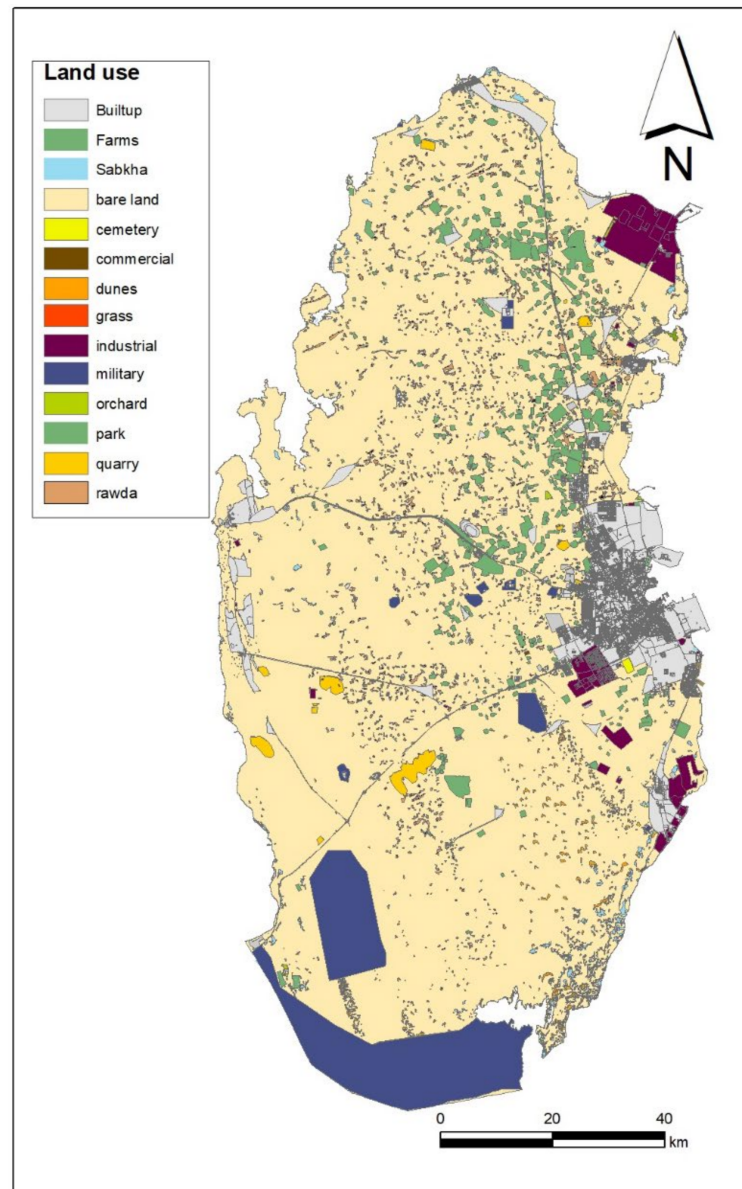 Land use
Builtup
Farms
Sabkha
bare land
cemetery
commercial
dunes
grass
industrial
military
orchard
park
quarry
rawda
N
0 20 40
km